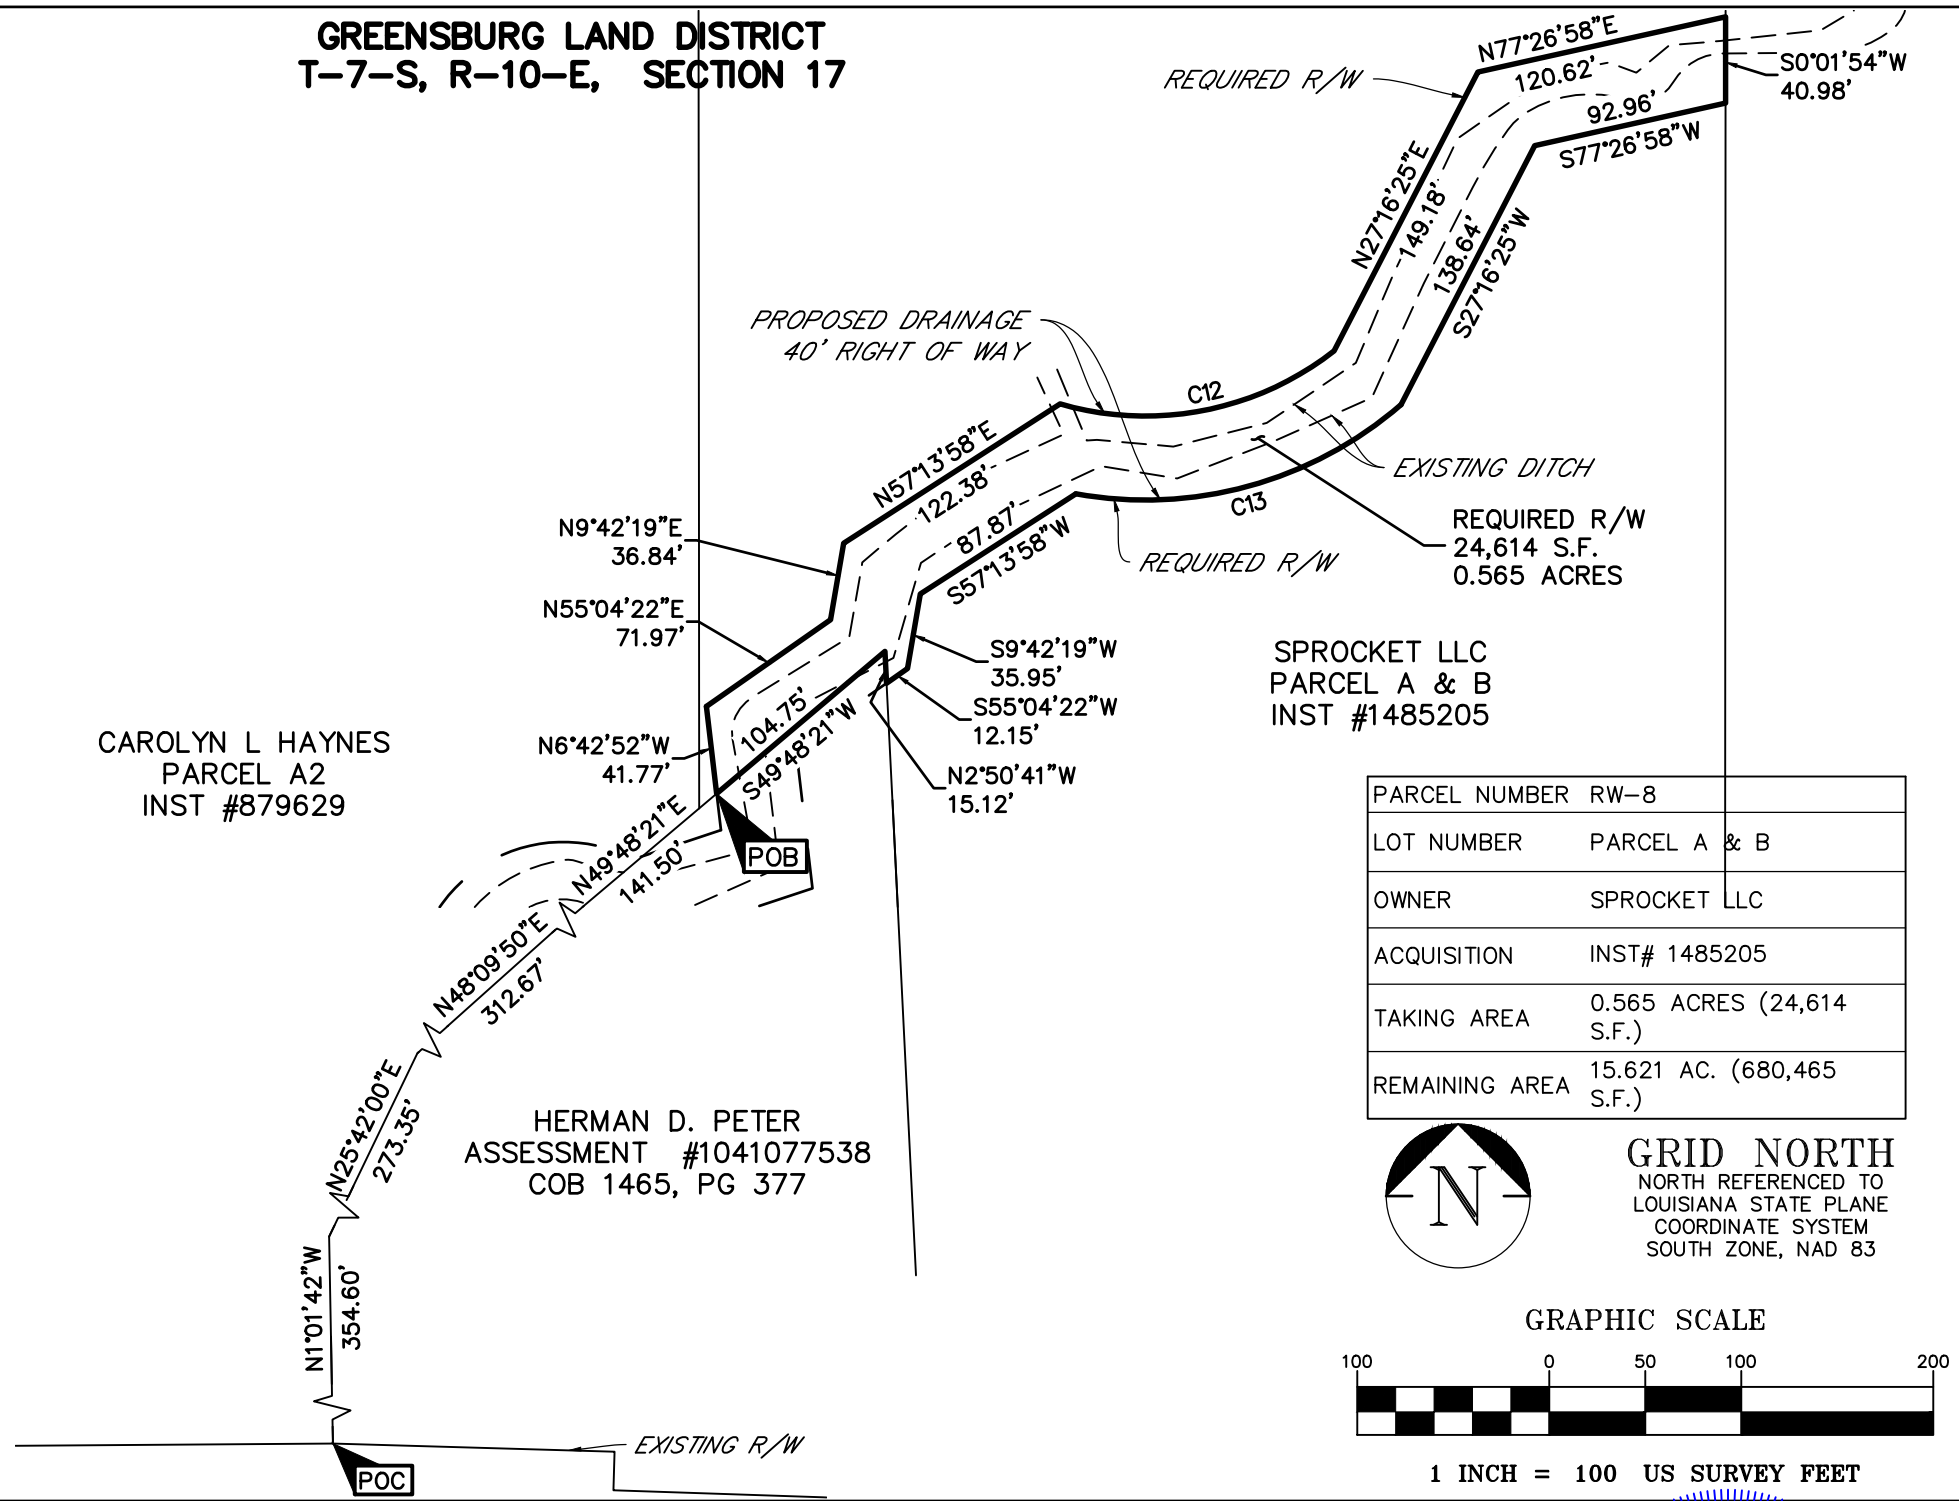 GREENSBURG LAND DISTRICT
T-7-S, R-10-E, SECTION 17
REQUIRED R/W
N77°26'58"E
120.62'
S0°01'54"W
40.98'
92.96'
S77°26'58"W
N27°16'25"E
149.18'
138.64'
S27°16'25"W
PROPOSED DRAINAGE
40' RIGHT OF WAY
C12
EXISTING DITCH
C13
REQUIRED R/W
24,614 S.F.
0.565 ACRES
REQUIRED R/W
N57°13'58"E
122.38'
87.87'
S57°13'58"W
N9°42'19"E
36.84'
N55°04'22"E
71.97'
S9°42'19"W
35.95'
S55°04'22"W
12.15'
N2°50'41"W
15.12'
104.75'
S49°48'21"W
N6°42'52"W
41.77'
SPROCKET LLC
PARCEL A & B
INST #1485205
CAROLYN L HAYNES
PARCEL A2
INST #879629
POB
N49°48'21"E
141.50'
N48°09'50"E
312.67'
N25°42'00"E
273.35'
N1°01'42"W
354.60'
HERMAN D. PETER
ASSESSMENT #1041077538
COB 1465, PG 377
EXISTING R/W
POC
PARCEL NUMBER RW-8
LOT NUMBER PARCEL A & B
OWNER SPROCKET LLC
ACQUISITION INST# 1485205
TAKING AREA 0.565 ACRES (24,614
S.F.)
REMAINING AREA 15.621 AC. (680,465
S.F.)
N
GRID NORTH
NORTH REFERENCED TO
LOUISIANA STATE PLANE
COORDINATE SYSTEM
SOUTH ZONE, NAD 83
GRAPHIC SCALE
100 0 50 100 200
1 INCH = 100 US SURVEY FEET